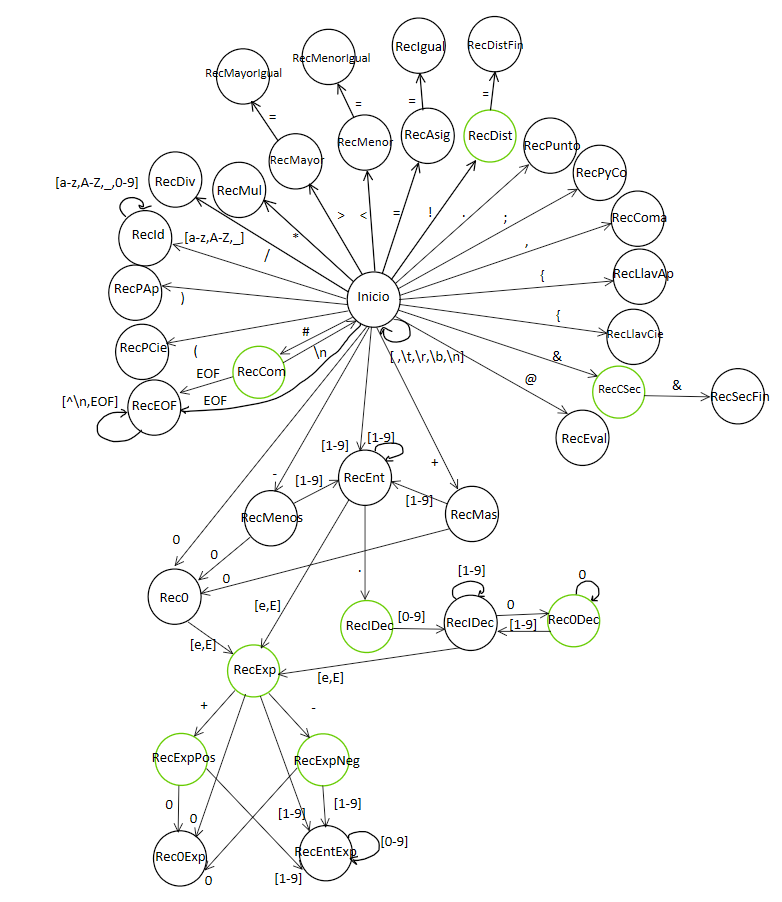 RecIgual
RecDistFin
RecMenorIgual
RecMayorIgual
=
=
=
=
RecAsig
RecDist
RecMenor
RecPunto
RecMayor
RecPyCo
RecDiv
[a-z,A-Z,_,0-9]
RecMul
>
<
=
!
.
;
RecComa
RecId
[a-z,A-Z,_]
*
,
/
RecLlavAp
{
RecPAp
)
Inicio
{
RecLlavCie
#
RecPCie
(
\n
[ ,\t,\r,\b,\n]
&
EOF
RecCom
@
RecCSec
&
RecSecFin
[^\n,EOF]
RecEOF
EOF
RecEval
[1-9]
[1-9]
-
[1-9]
RecEnt
+
[1-9]
RecMenos
RecMas
0
0
.
0
[1-9]
0
Rec0
[e,E]
[0-9]
0
RecIDec
RecIDec
[1-9]
Rec0Dec
[e,E]
RecExp
[e,E]
+
-
RecExpPos
RecExpNeg
0
0
[1-9]
[1-9]
[0-9]
Rec0Exp
RecEntExp
0
[1-9]